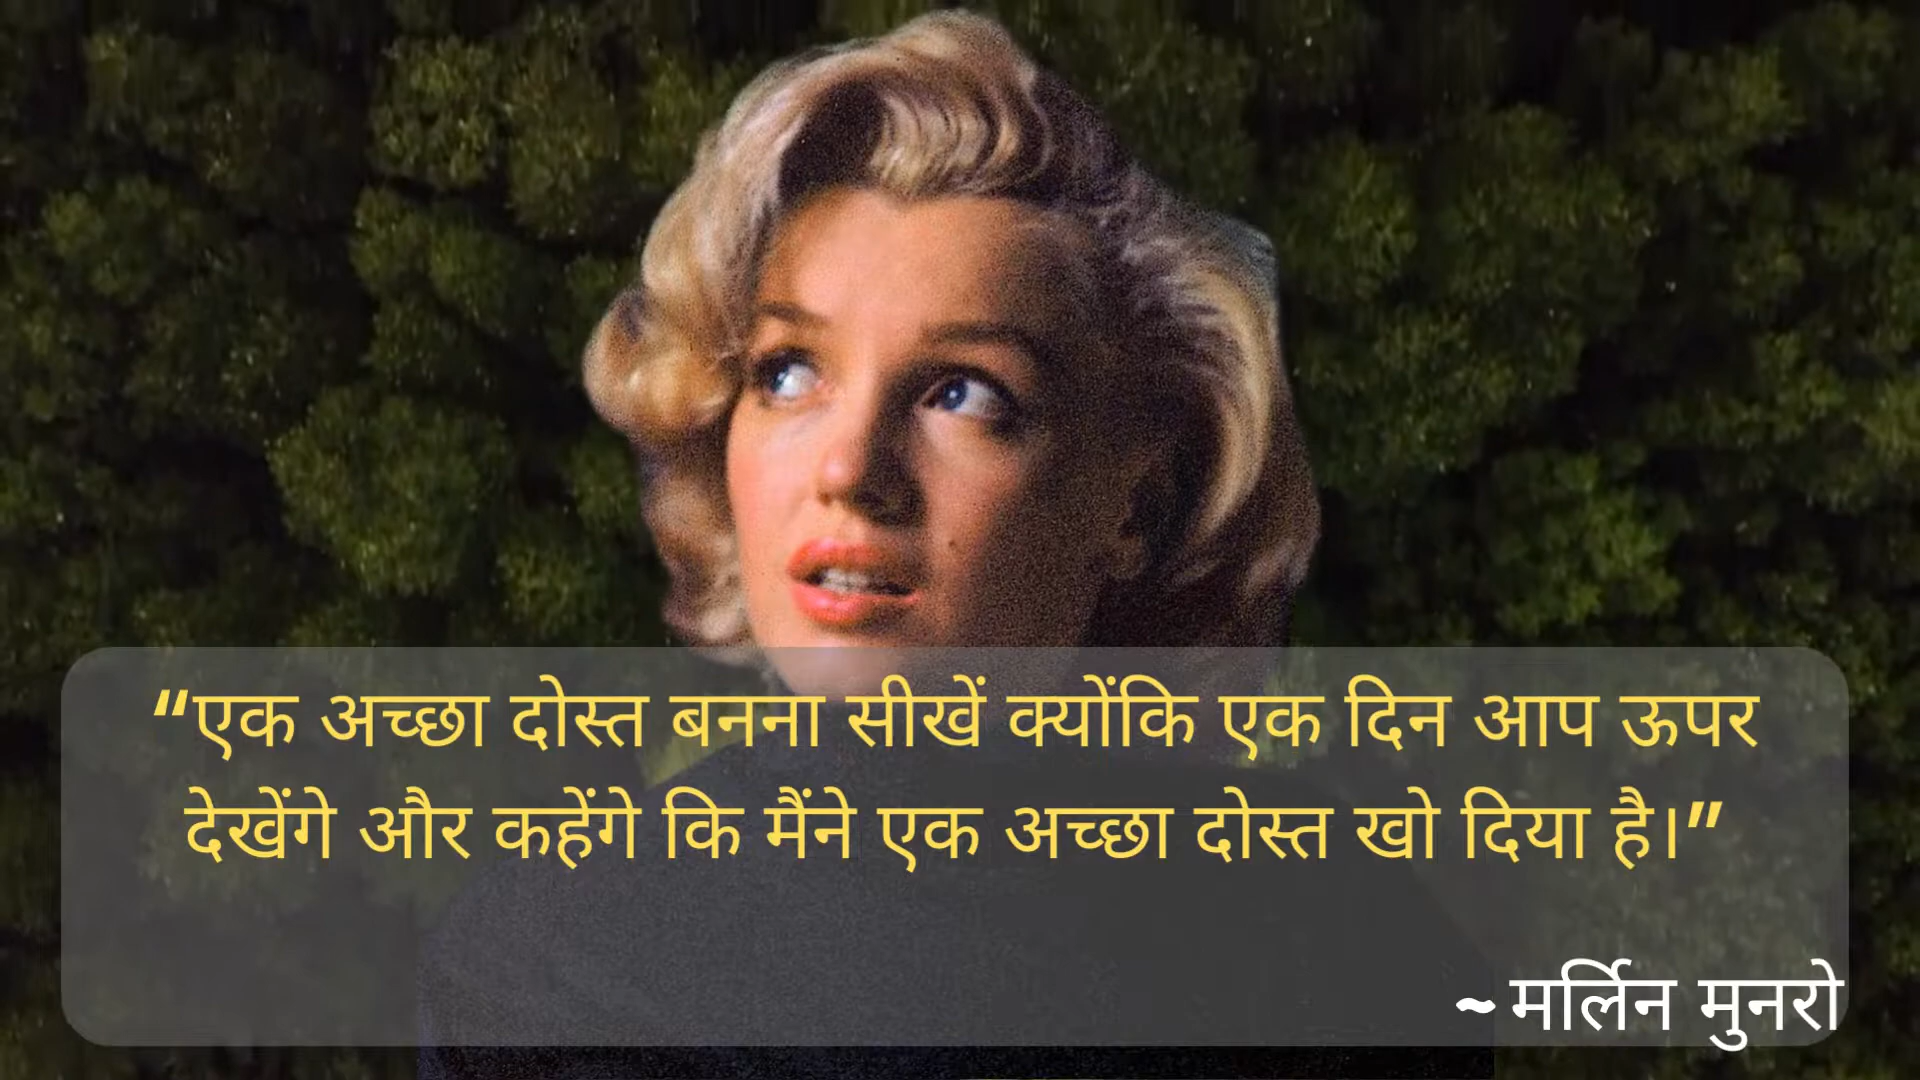 “एक अच्छा दोस्त बनना सीखें क्योंकि एक दिन आप ऊपर
देखेंगे और कहेंगे कि मैंने एक अच्छा दोस्त खो दिया है।”
~ मर्लिन मुनरो